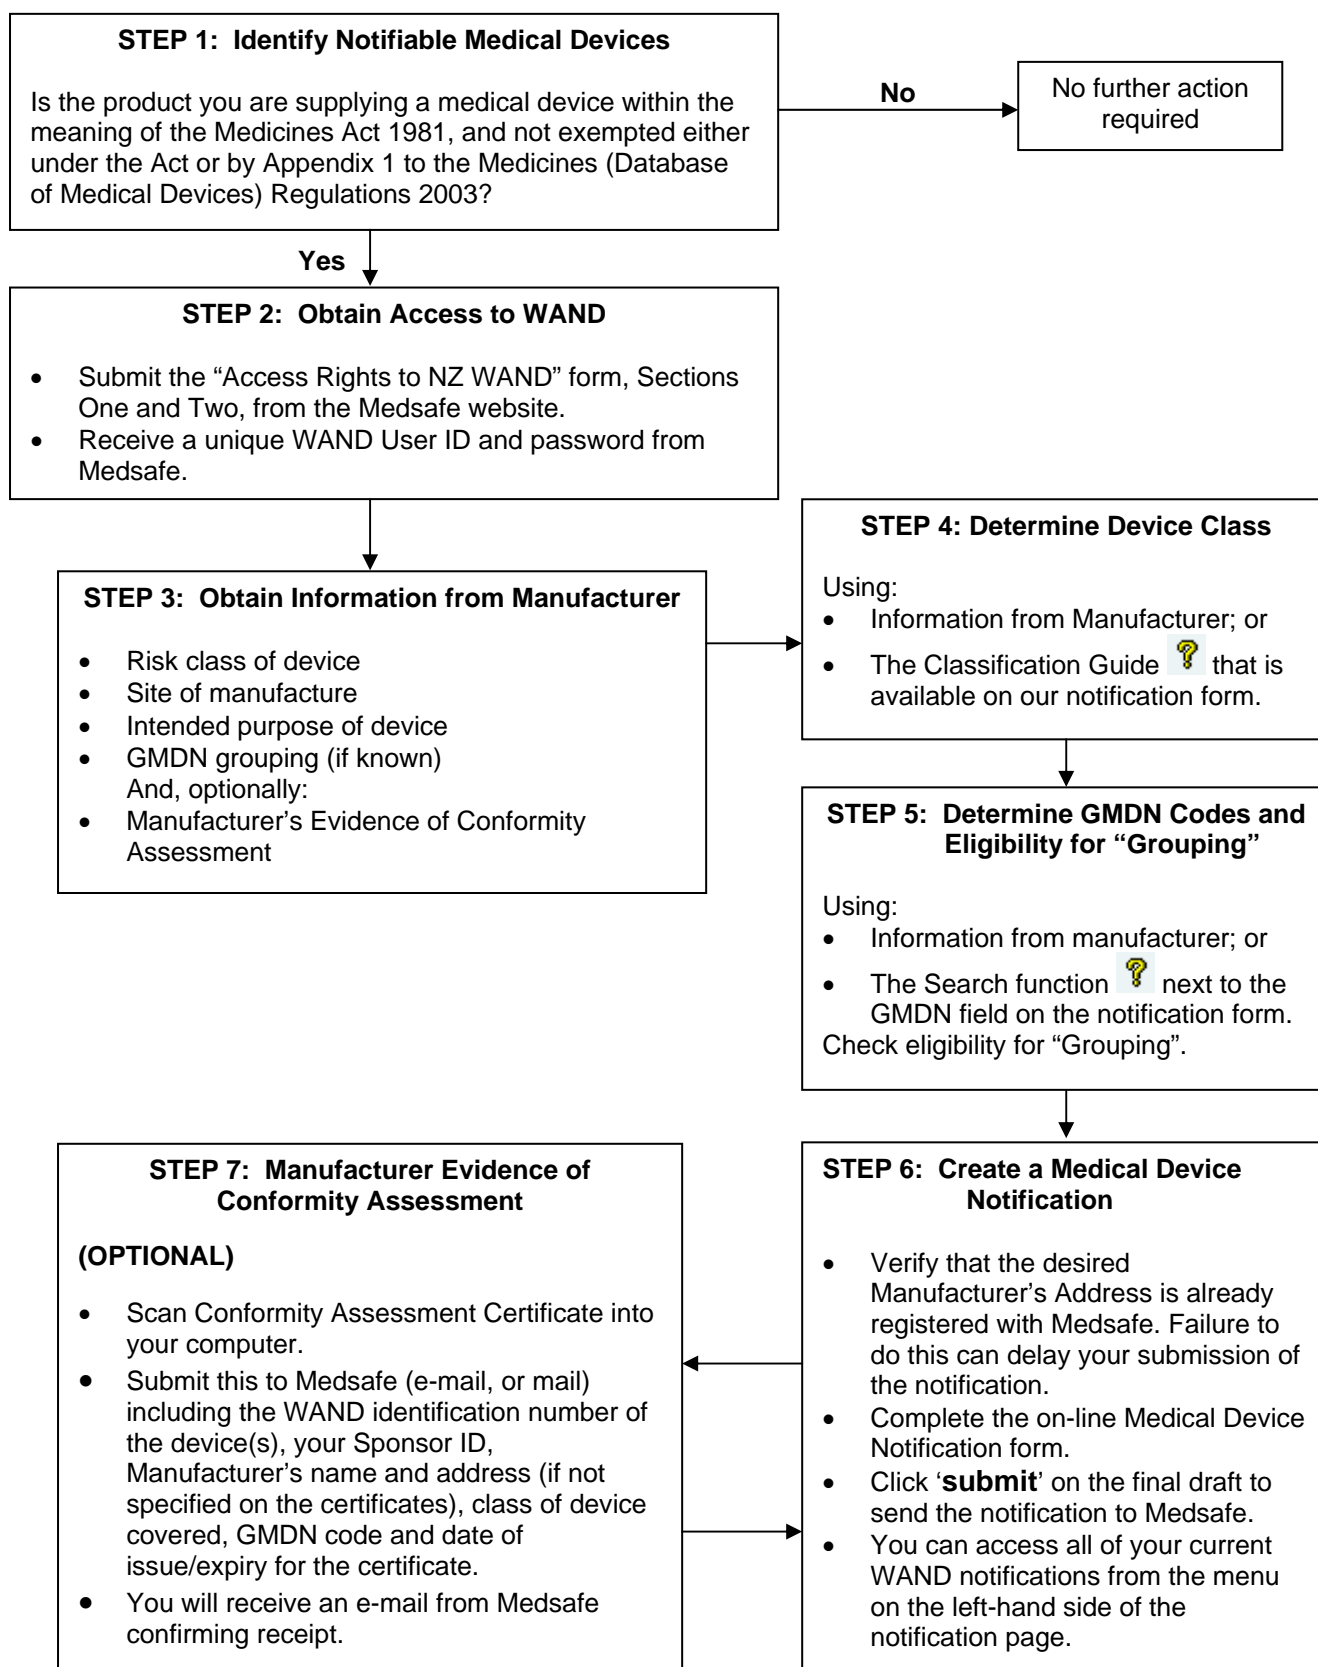 STEP 1: Identify Notifiable Medical Devices
Is the product you are supplying a medical device within the
meaning of the Medicines Act 1981, and not exempted either
under the Act or by Appendix 1 to the Medicines (Database
of Medical Devices) Regulations 2003?
No
No further action
required
Yes
STEP 2: Obtain Access to WAND
• Submit the “Access Rights to NZ WAND” form, Sections
One and Two, from the Medsafe website.
• Receive a unique WAND User ID and password from
Medsafe.
STEP 3: Obtain Information from Manufacturer
• Risk class of device
• Site of manufacture
• Intended purpose of device
• GMDN grouping (if known)
And, optionally:
• Manufacturer’s Evidence of Conformity
Assessment
STEP 4: Determine Device Class
Using:
• Information from Manufacturer; or
• The Classification Guide ? that is
available on our notification form.
STEP 5: Determine GMDN Codes and
Eligibility for “Grouping”
Using:
• Information from manufacturer; or
• The Search function ? next to the
GMDN field on the notification form.
Check eligibility for “Grouping”.
STEP 6: Create a Medical Device
Notification
• Verify that the desired
Manufacturer’s Address is already
registered with Medsafe. Failure to
do this can delay your submission of
the notification.
• Complete the on-line Medical Device
Notification form.
• Click ‘submit’ on the final draft to
send the notification to Medsafe.
• You can access all of your current
WAND notifications from the menu
on the left-hand side of the
notification page.
STEP 7: Manufacturer Evidence of
Conformity Assessment
(OPTIONAL)
• Scan Conformity Assessment Certificate into
your computer.
• Submit this to Medsafe (e-mail, or mail)
including the WAND identification number of
the device(s), your Sponsor ID,
Manufacturer’s name and address (if not
specified on the certificates), class of device
covered, GMDN code and date of
issue/expiry for the certificate.
• You will receive an e-mail from Medsafe
confirming receipt.